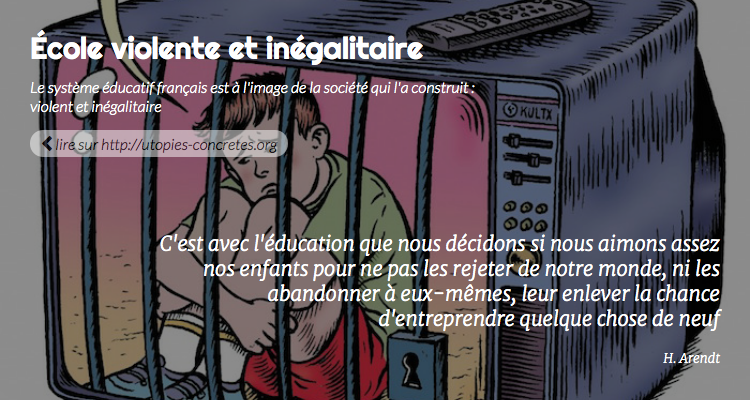 École violente et inégalitaire
Le système éducatif français est à l'image de la société qui l'a construit :
violent et inégalitaire
lire sur http://utopies-concretes.org
KULTX
C'est avec l'éducation que nous décidons si nous aimons assez
nos enfants pour ne pas les rejeter de notre monde, ni les
abandonner à eux-mêmes, leur enlever la chance
d'entreprendre quelque chose de neuf
H. Arendt